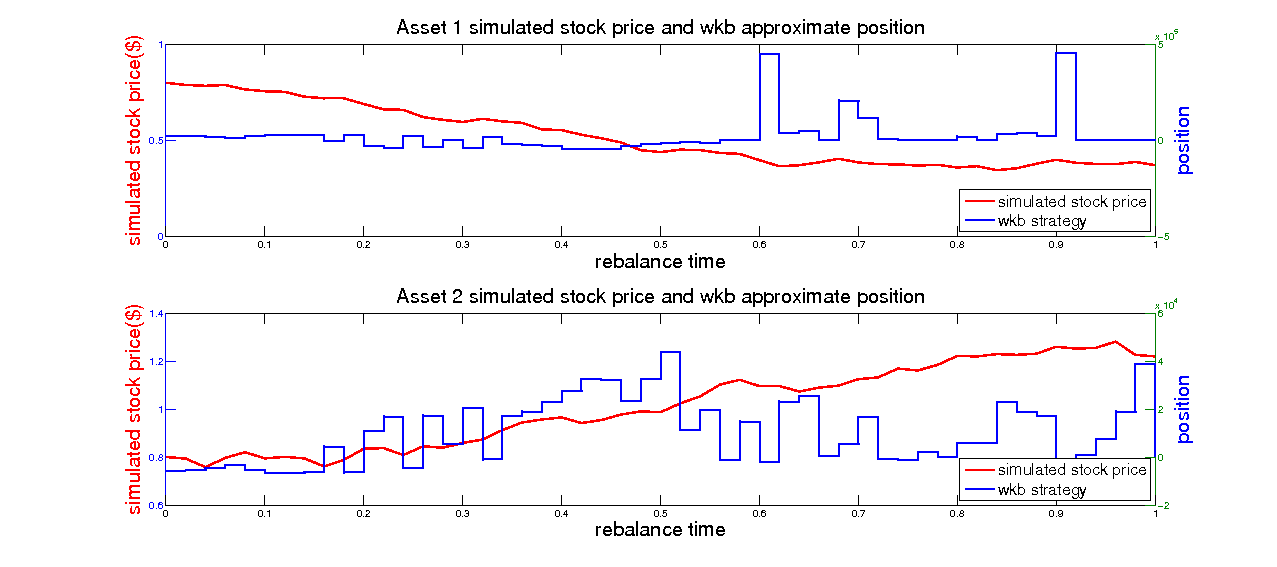 Asset 1 simulated stock price and wkb approximate position
simulated stock price($)
1
0.5
0
x 10^5
5
0
-5
position
simulated stock price
wkb strategy
0 0.1 0.2 0.3 0.4 0.5 0.6 0.7 0.8 0.9 1
rebalance time
Asset 2 simulated stock price and wkb approximate position
simulated stock price($)
1.4
1.2
1
0.8
0.6
x 10^4
6
4
2
0
-2
position
simulated stock price
wkb strategy
0 0.1 0.2 0.3 0.4 0.5 0.6 0.7 0.8 0.9 1
rebalance time